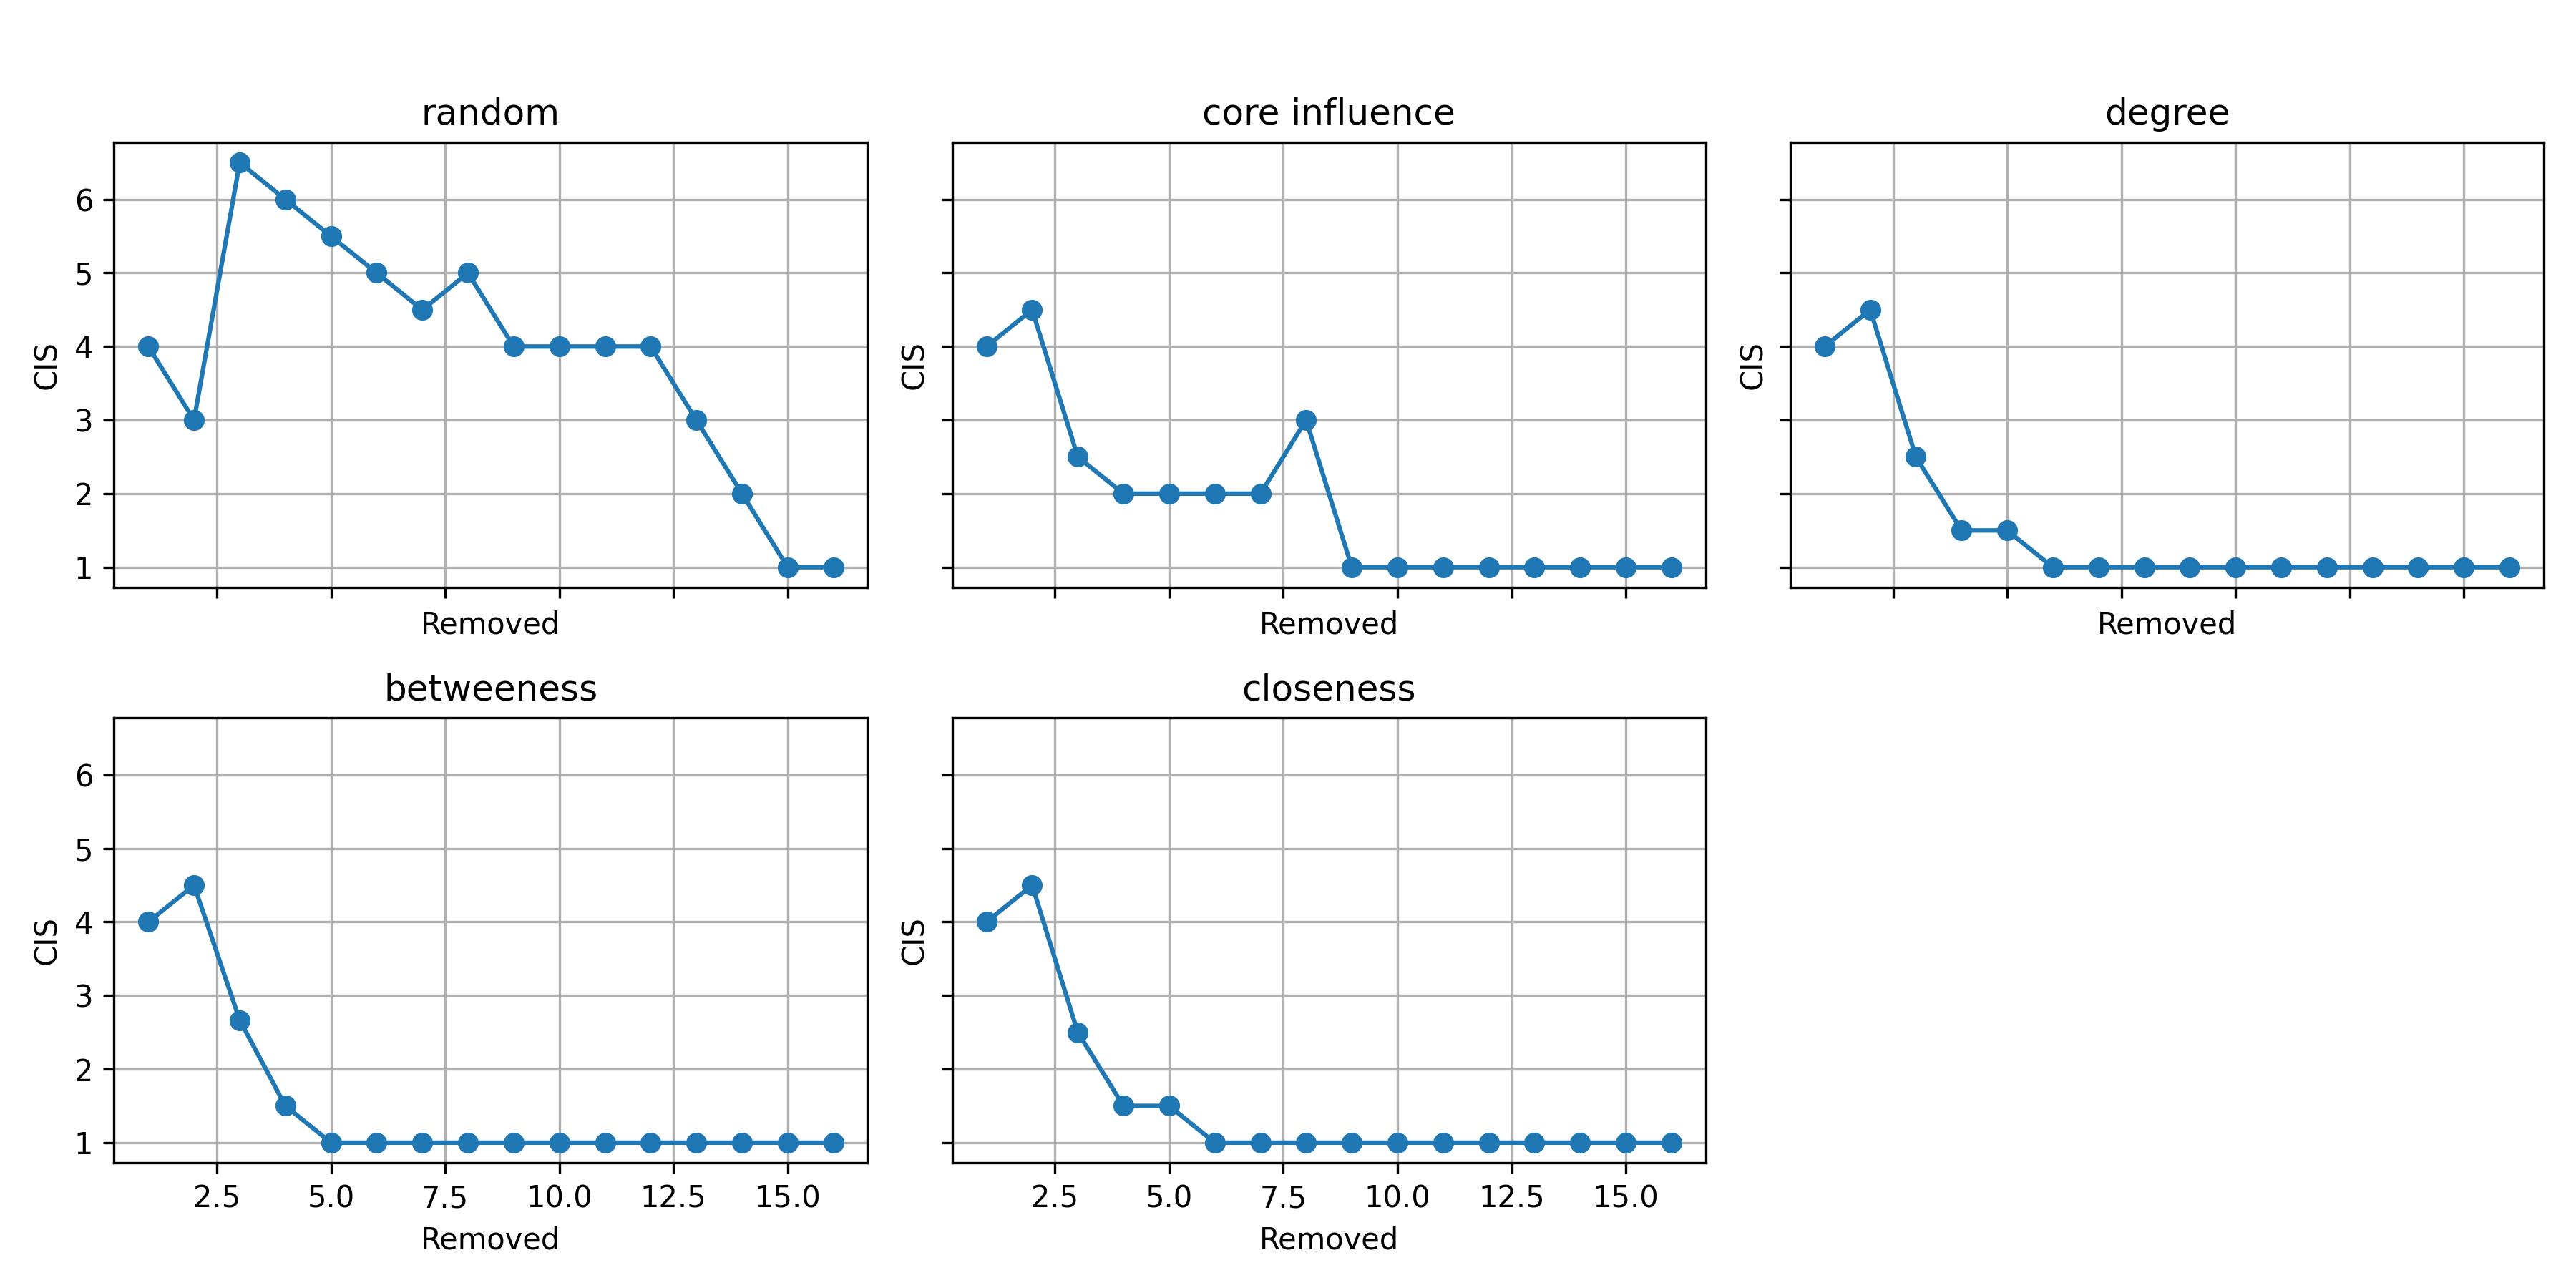 random
core influence
degree
6
5
4
3
2
1
CIS
CIS
CIS
Removed
Removed
Removed
betweeness
closeness
6
5
4
3
2
1
CIS
CIS
2.5 5.0 7.5 10.0 12.5 15.0
2.5 5.0 7.5 10.0 12.5 15.0
Removed
Removed